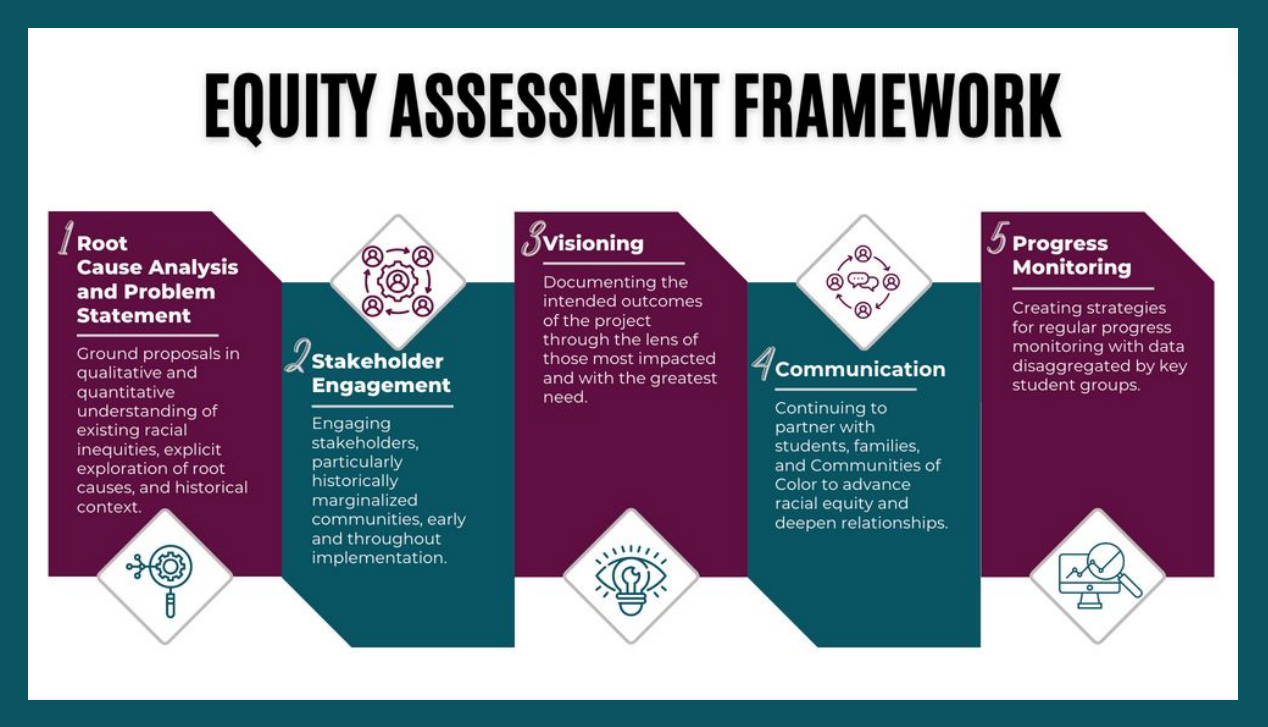 EQUITY ASSESSMENT FRAMEWORK
1 Root
Cause Analysis
and Problem
Statement
Ground proposals in
qualitative and
quantitative
understanding of
existing racial
inequities, explicit
exploration of root
causes, and historical
context.
2 Stakeholder
Engagement
Engaging
stakeholders,
particularly
historically
marginalized
communities, early
and throughout
implementation.
3 Visioning
Documenting the
intended outcomes
of the project
through the lens of
those most impacted
and with the greatest
need.
4 Communication
Continuing to
partner with
students, families,
and Communities of
Color to advance
racial equity and
deepen relationships.
5 Progress
Monitoring
Creating strategies
for regular progress
monitoring with data
disaggregated by key
student groups.